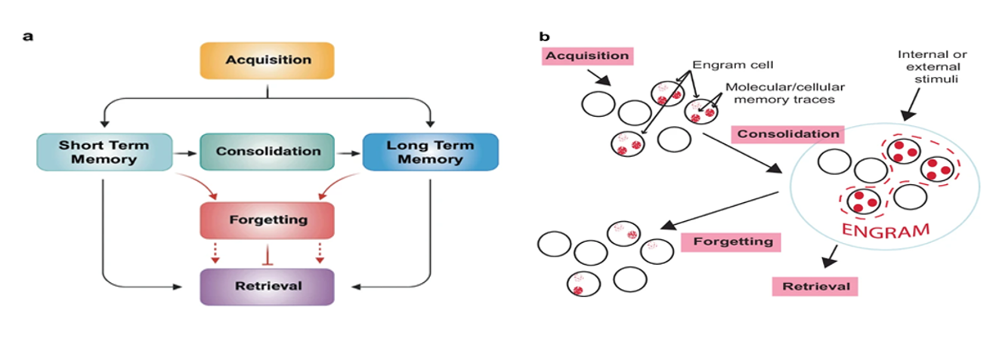 a
Acquisition
Short Term
Memory
Consolidation
Long Term
Memory
Forgetting
Retrieval
b
Acquisition
Engram cell
Molecular/cellular
memory traces
Internal or
external
stimuli
Consolidation
ENGRAM
Forgetting
Retrieval